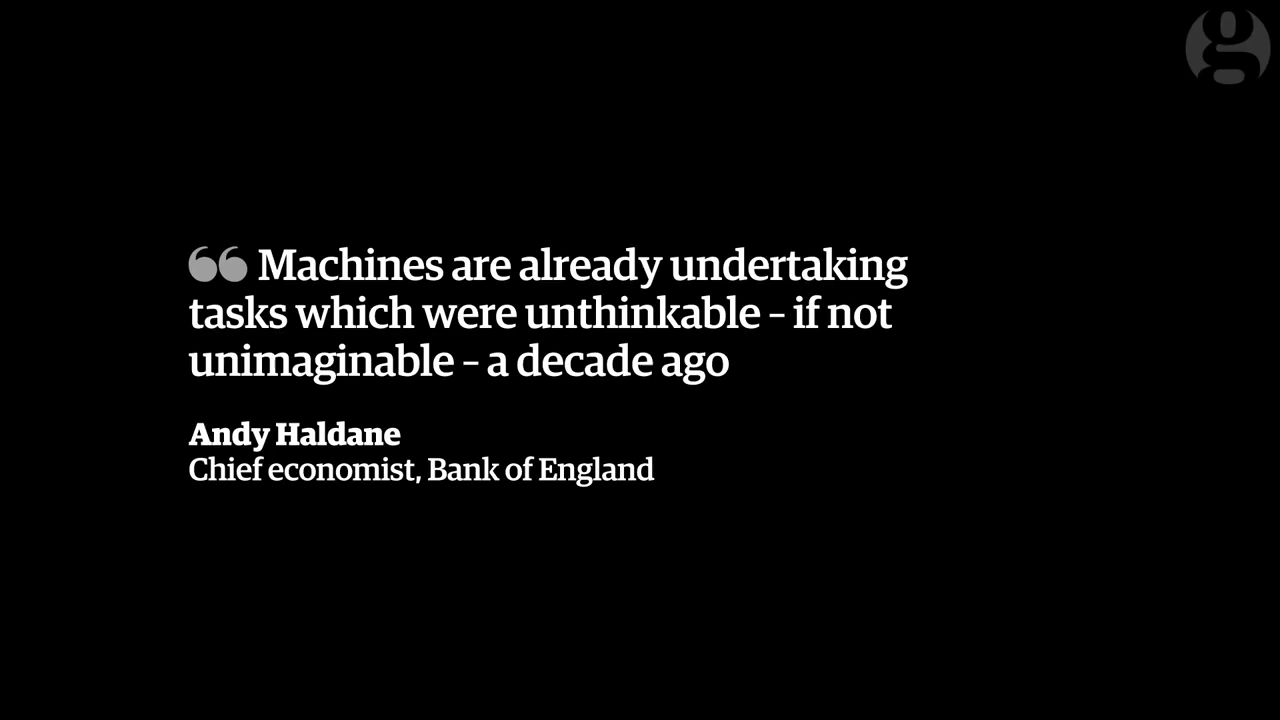 ❝ Machines are already undertaking
tasks which were unthinkable – if not
unimaginable – a decade ago
Andy Haldane
Chief economist, Bank of England
g